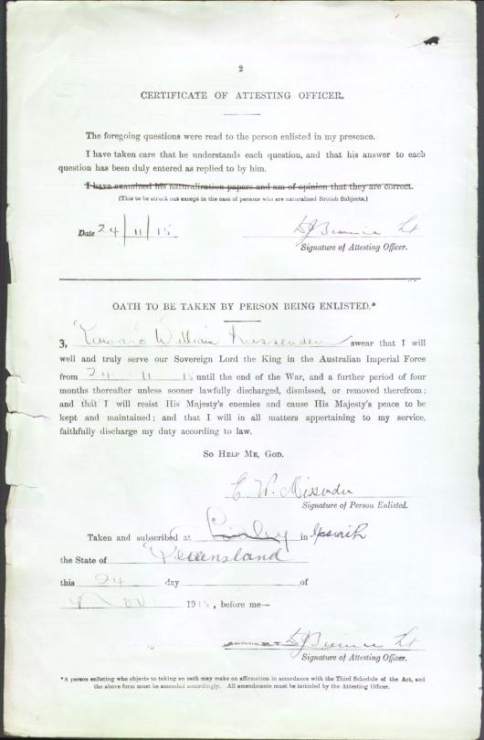 2
CERTIFICATE OF ATTESTING OFFICER.
The foregoing questions were read to the person enlisted in my presence.
I have taken care that he understands each question, and that his answer to each
question has been duly entered as replied to by him.
I have examined his naturalization papers and am of opinion that they are correct.
(This to be struck out except in the case of persons who are naturalized British Subjects.)
Date 24/11/15
Lt
Signature of Attesting Officer.
OATH TO BE TAKEN BY PERSON BEING ENLISTED.*
3, Edward William Missenden swear that I will
well and truly serve our Sovereign Lord the King in the Australian Imperial Force
from 24 11 15 until the end of the War, and a further period of four
months thereafter unless sooner lawfully discharged, dismissed, or removed therefrom;
and that I will resist His Majesty's enemies and cause His Majesty's peace to be
kept and maintained; and that I will in all matters appertaining to my service,
faithfully discharge my duty according to law.
SO HELP ME, GOD.
E. W. Missenden
Signature of Person Enlisted.
Taken and subscribed at in Ipswich
the State of Queensland
this 24 day of
Nov 1915, before me—
Lt
Signature of Attesting Officer.
*A person enlisting who objects to taking an oath may make an affirmation in accordance with the Third Schedule of the Act, and
the above form must be amended accordingly. All amendments must be initialed by the Attesting Officer.